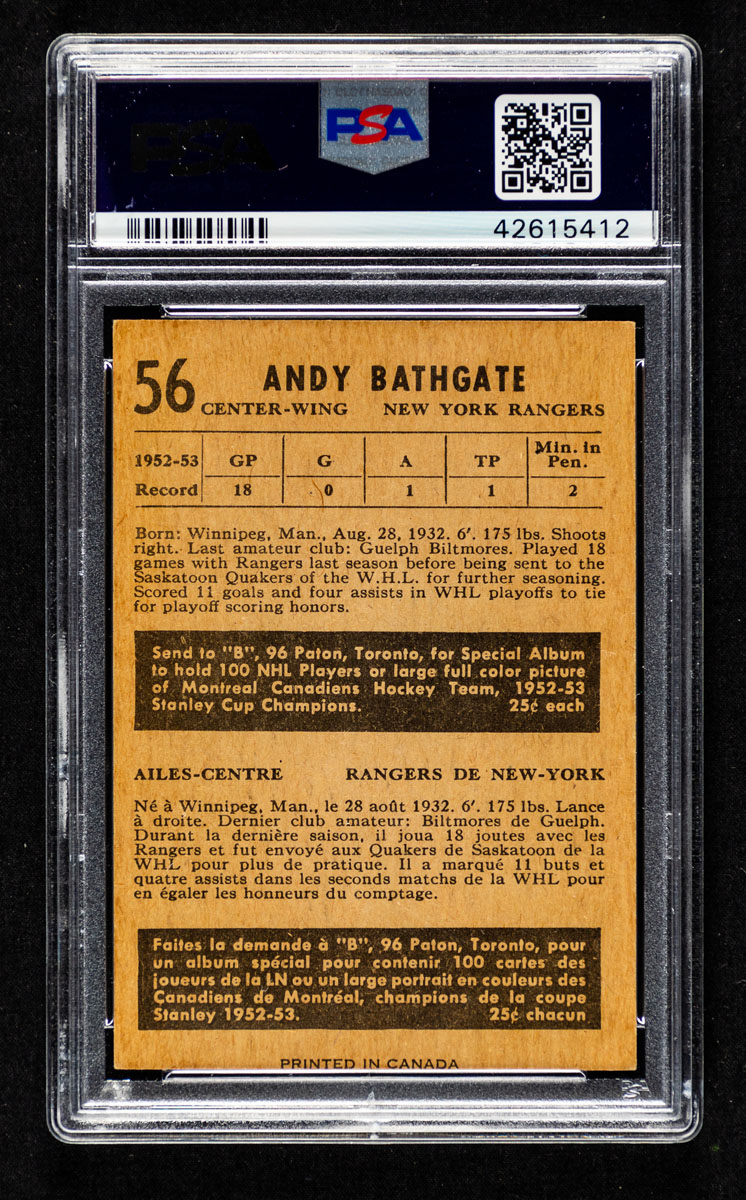 PSA
PSA
42615412
56 ANDY BATHGATE
CENTER-WING NEW YORK RANGERS
1952-53 GP G A TP Min. in Pen.
Record 18 0 1 1 2
Born: Winnipeg, Man., Aug. 28, 1932. 6'. 175 lbs. Shoots
right. Last amateur club: Guelph Biltmores. Played 18
games with Rangers last season before being sent to the
Saskatoon Quakers of the W.H.L. for further seasoning.
Scored 11 goals and four assists in WHL playoffs to tie
for playoff scoring honors.
Send to "B", 96 Paton, Toronto, for Special Album
to hold 100 NHL Players or large full color picture
of Montreal Canadiens Hockey Team, 1952-53
Stanley Cup Champions. 25¢ each
AILES-CENTRE RANGERS DE NEW-YORK
Né à Winnipeg, Man., le 28 août 1932. 6'. 175 lbs. Lance
à droite. Dernier club amateur: Biltmores de Guelph.
Durant la dernière saison, il joua 18 joutes avec les
Rangers et fut envoyé aux Quakers de Saskatoon de la
WHL pour plus de pratique. Il a marqué 11 buts et
quatre assists dans les seconds matchs de la WHL pour
en égaler les honneurs du comptage.
Faites la demande à "B", 96 Paton, Toronto, pour
un album spécial pour contenir 100 cartes des
joueurs de la LN ou un large portrait en couleurs des
Canadiens de Montréal, champions de la coupe
Stanley 1952-53. 25¢ chacun
PRINTED IN CANADA